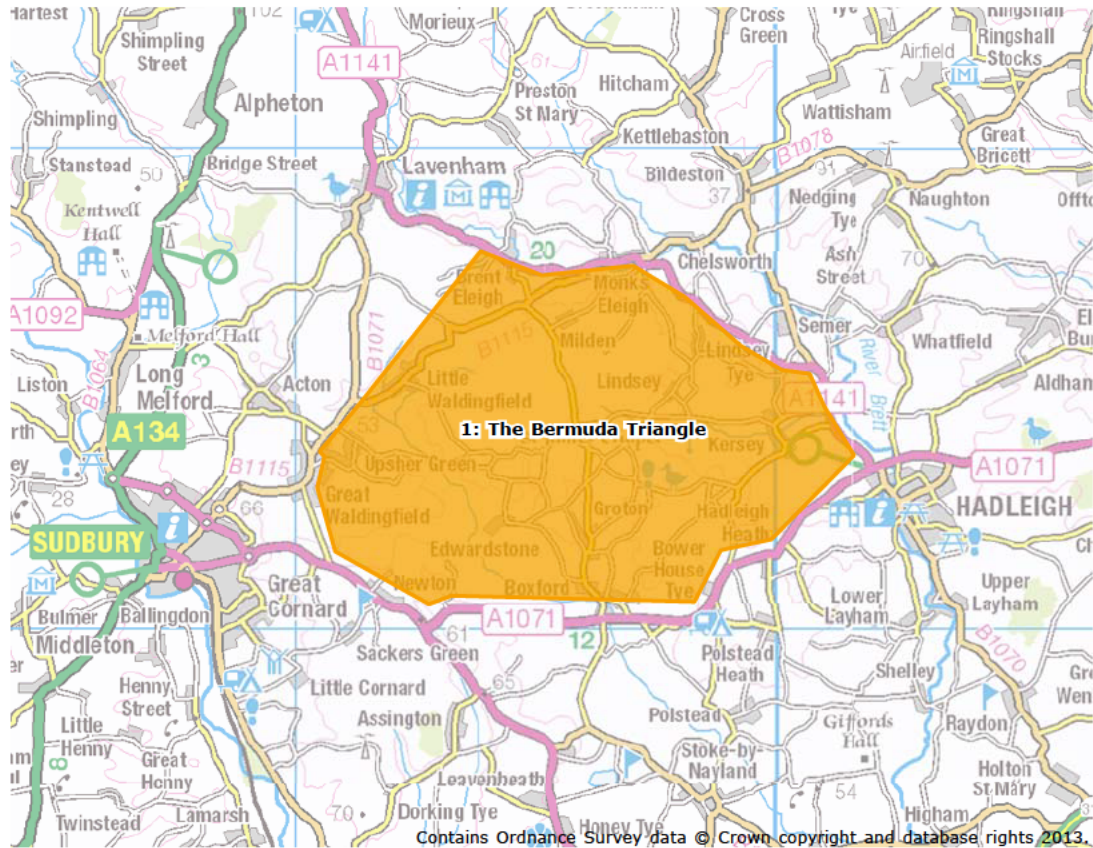 Hartest
102
Morieux
Cross
Green
Tye
Ringshall
Stocks
Shimpling
Street
A1141
61
Airfield
Alpheton
Preston
St Mary
Hitcham
Wattisham
Shimpling
Kettlebaston
Great
Bricett
Stanstead
50
Bridge Street
Lavenham
B1078
Bildeston
37
91
Nedging
Tye
Naughton
Kentwell
Hall
20
Chelsworth
Ash
Street
70
Brent
Eleigh
Monks
Eleigh
A1092
Melford Hall
B1071
B1115
Milden
Lindsey
Tye
Semer
River
Brett
Whatfield
3
B1064
Liston
Long
Melford
Acton
Little
Waldingfield
Lindsey
A1141
Aldham
A134
53
1: The Bermuda Triangle
Kersey
B1115
Upsher Green
A1071
28
66
Great
Waldingfield
Groton
Hadleigh
Heath
HADLEIGH
SUDBURY
Edwardstone
Bower
House
Tye
Newton
Boxford
Great
Cornard
Upper
Layham
Lower
Layham
Bulmer
Ballingdon
A1071
Middleton
61
12
B1070
Sackers Green
Polstead
Heath
Shelley
Henny
Street
Little Cornard
65
Raydon
Little
Henny
Assington
Polstead
Giffords
Hall
8
Great
Henny
Stoke-by-
Nayland
Leavenheath
Holton
St Mary
54
70
Twinstead
Lamarsh
Dorking Tye
Honey Tye
Higham
Contains Ordnance Survey data © Crown copyright and database rights 2013.